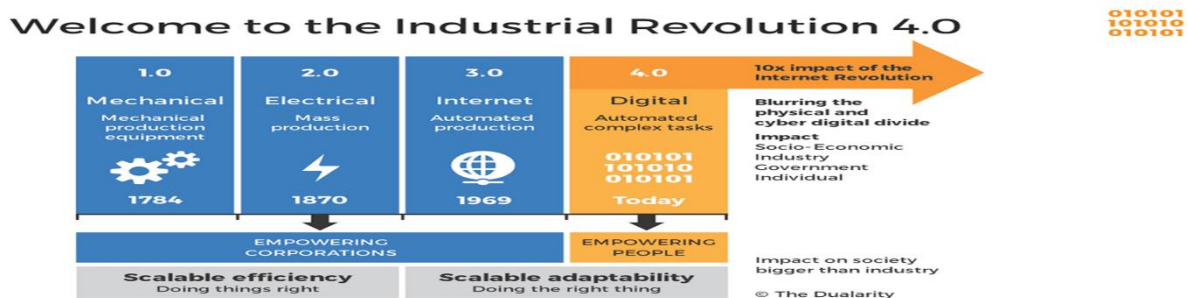 Welcome to the Industrial Revolution 4.0
010101
101010
010101
1.0
Mechanical
Mechanical
production
equipment
1784
2.0
Electrical
Mass
production
1870
3.0
Internet
Automated
production
1969
4.0
Digital
Automated
complex tasks
010101
101010
010101
Today
10x impact of the
Internet Revolution
Blurring the
physical and
cyber digital divide
Impact
Socio-Economic
Industry
Government
Individual
EMPOWERING
CORPORATIONS
EMPOWERING
PEOPLE
Scalable efficiency
Doing things right
Scalable adaptability
Doing the right thing
Impact on society
bigger than industry
© The Dualarity